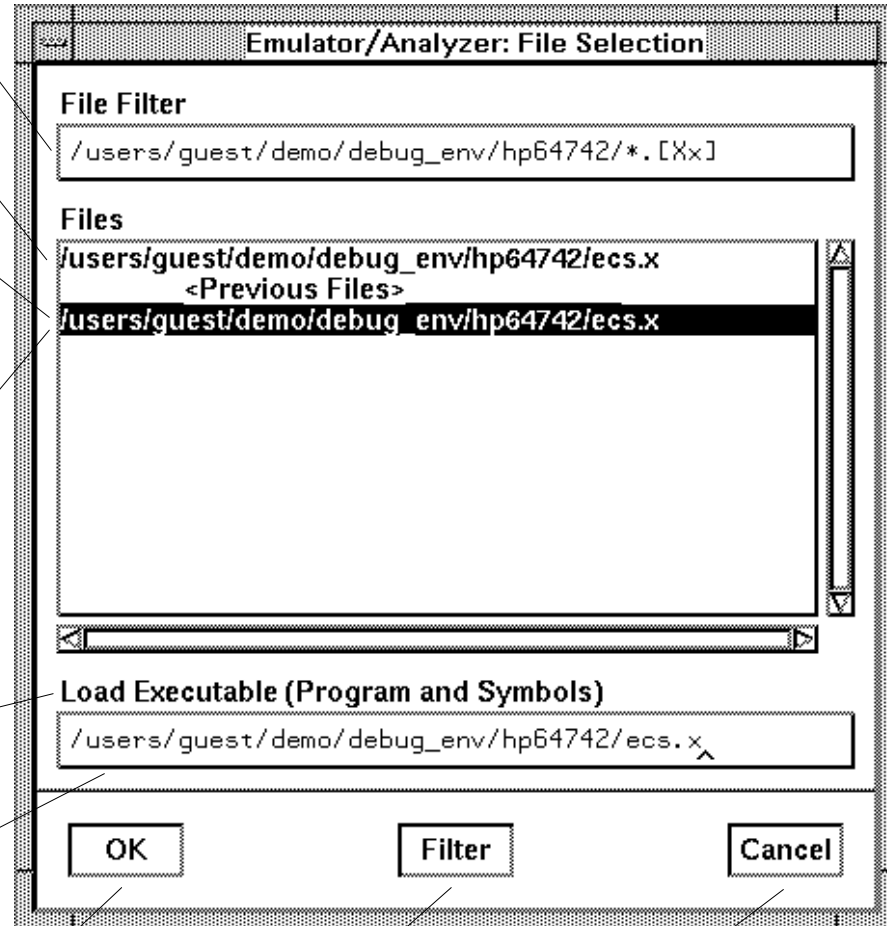 Emulator/Analyzer: File Selection
File Filter
/users/guest/demo/debug_env/hp64742/*.[Xx]
Files
/users/guest/demo/debug_env/hp64742/ecs.x
<Previous Files>
/users/guest/demo/debug_env/hp64742/ecs.x
Load Executable (Program and Symbols)
/users/guest/demo/debug_env/hp64742/ecs.x
OK Filter Cancel